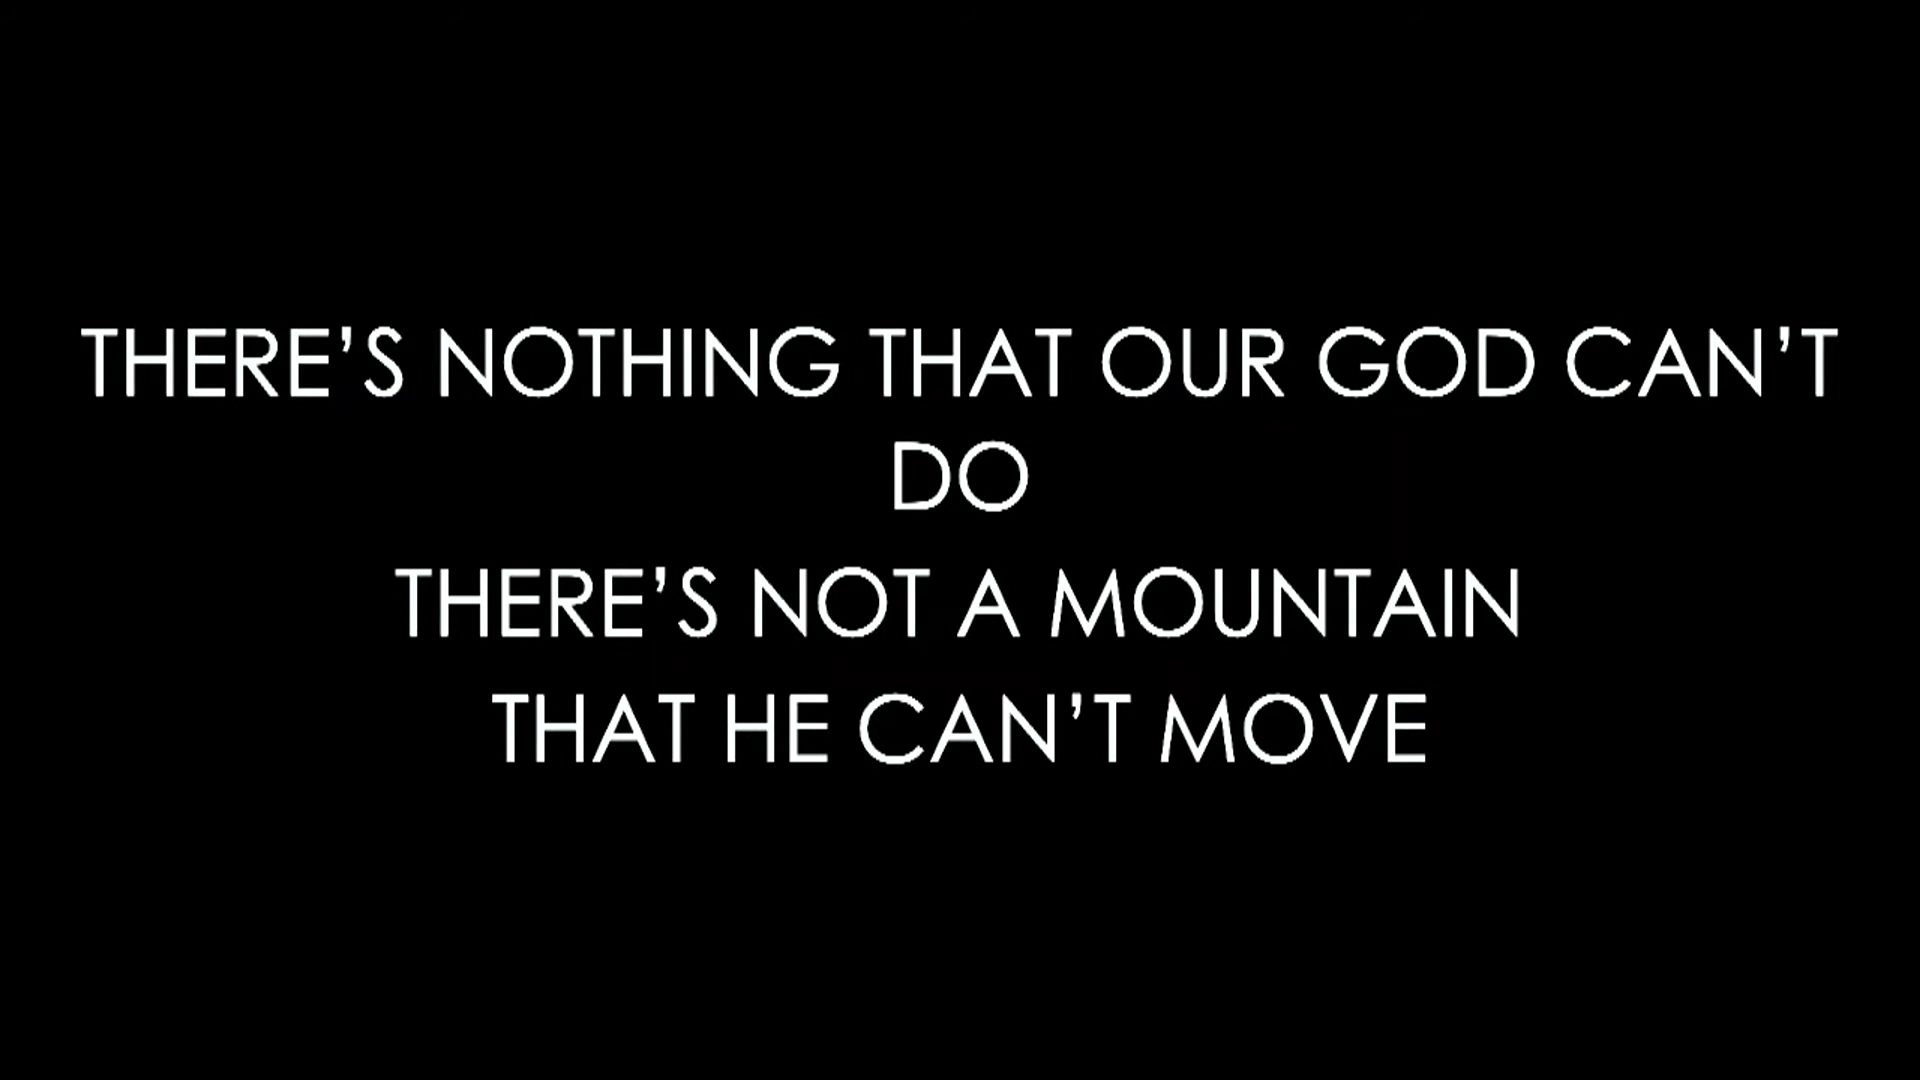 THERE’S NOTHING THAT OUR GOD CAN’T
DO
THERE’S NOT A MOUNTAIN
THAT HE CAN’T MOVE